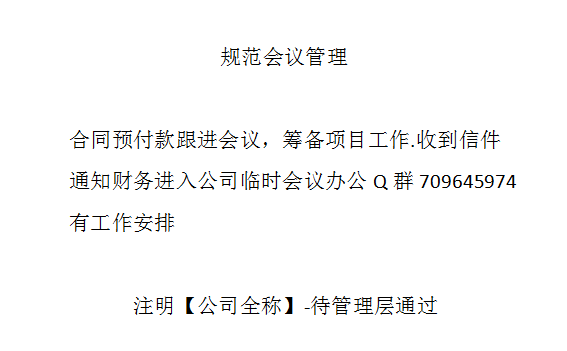 规范会议管理
合同预付款跟进会议，筹备项目工作.收到信件
通知财务进入公司临时会议办公 Q 群 709645974
有工作安排
注明【公司全称】-待管理层通过